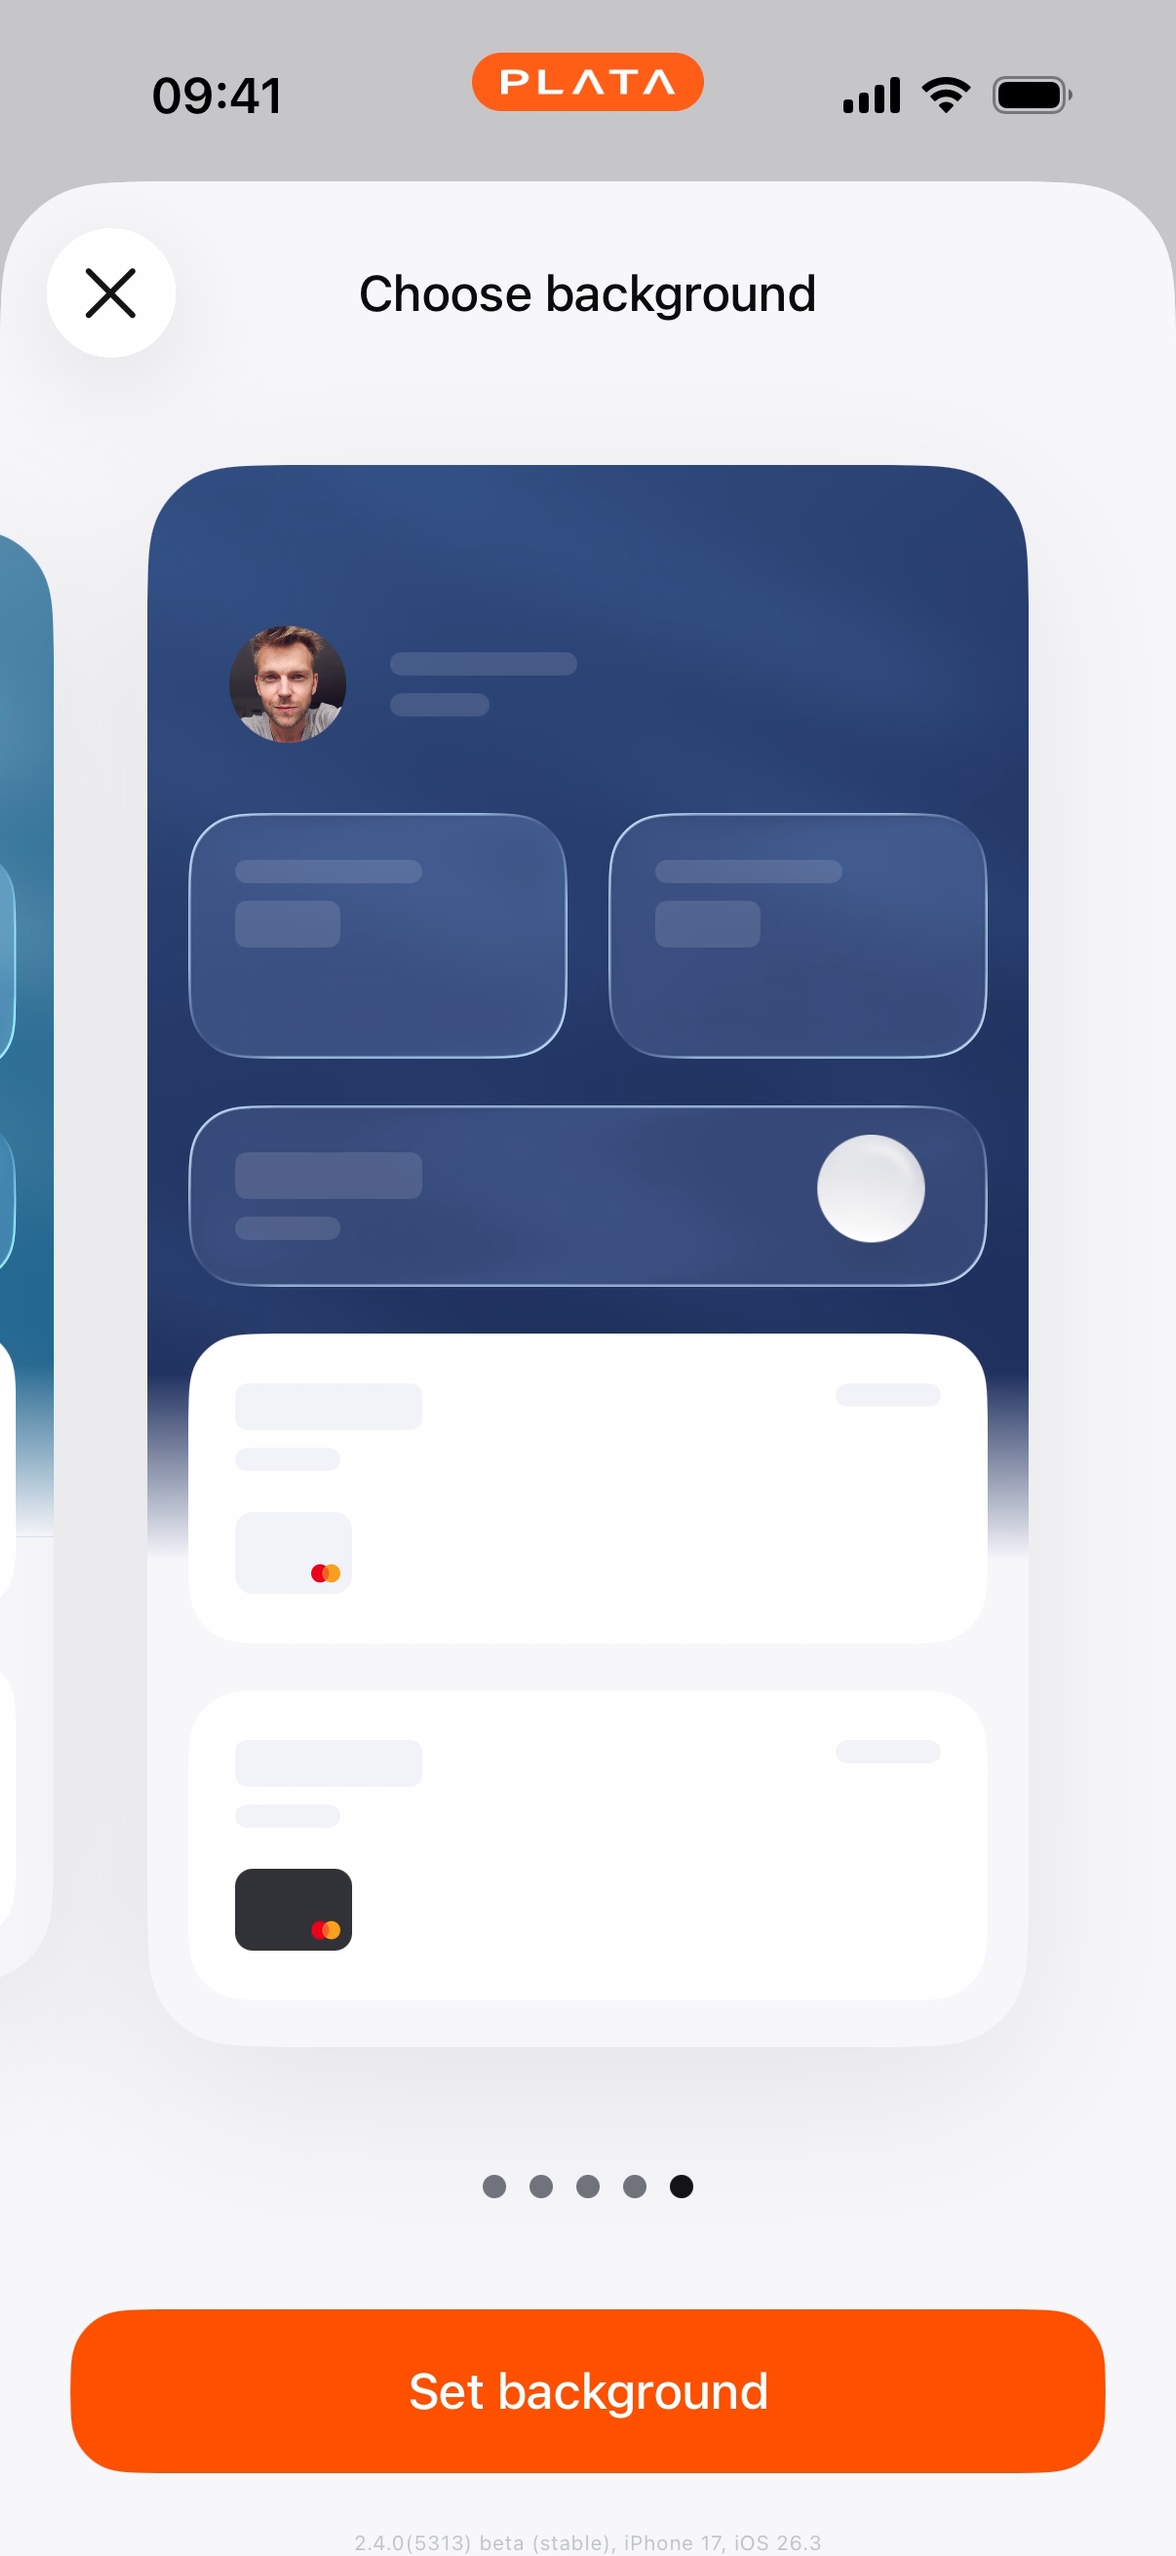 09:41
PLATA
Choose background
Set background
2.4.0(5313) beta (stable), iPhone 17, iOS 26.3